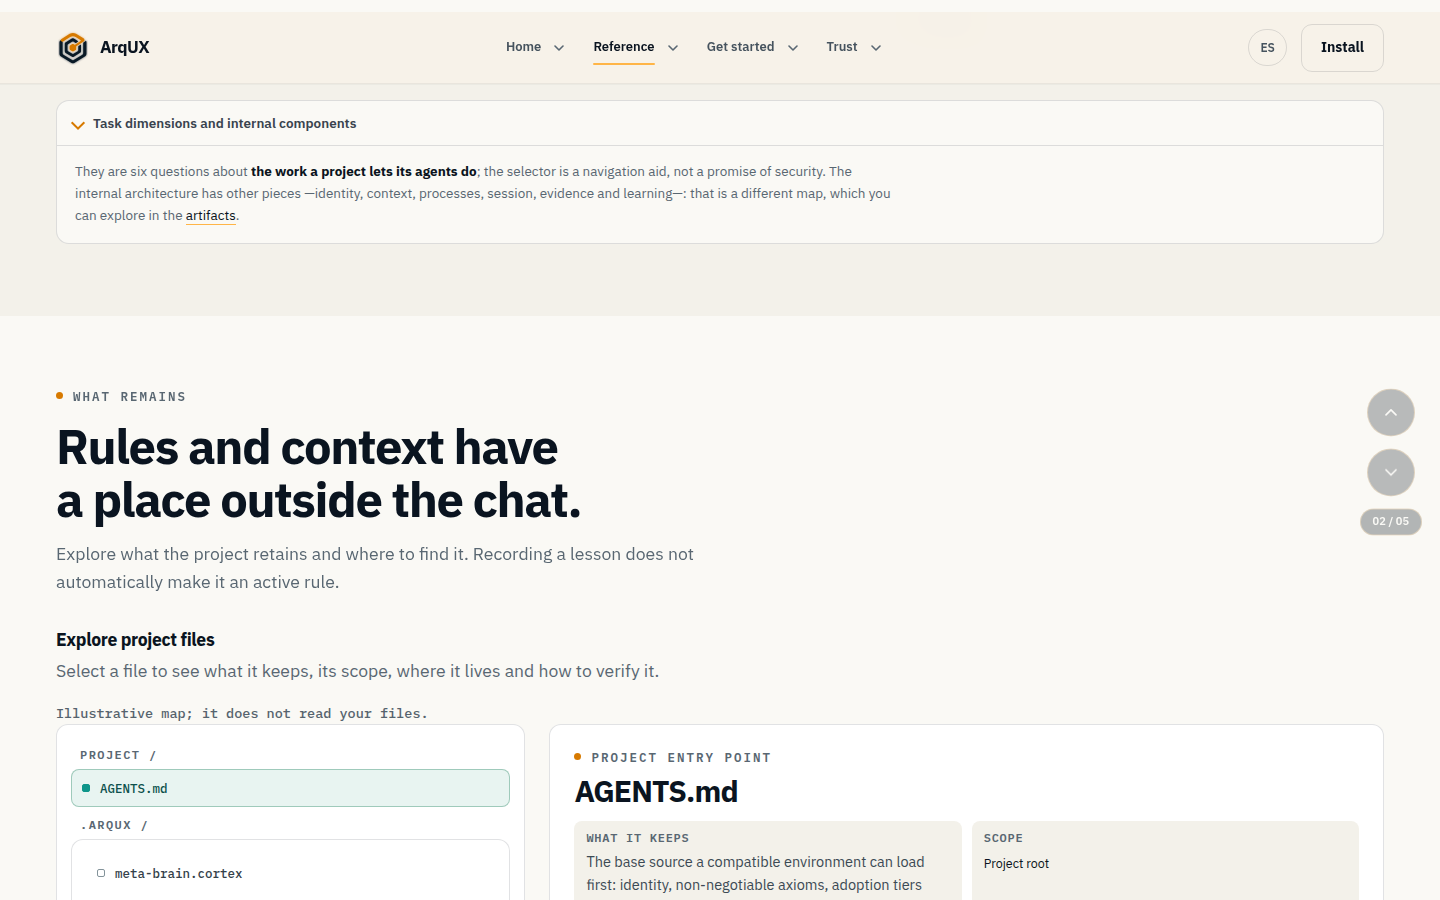 ArqUX
Home
Reference
Get started
Trust
ES
Install
Task dimensions and internal components
They are six questions about the work a project lets its agents do; the selector is a navigation aid, not a promise of security. The
internal architecture has other pieces —identity, context, processes, session, evidence and learning—: that is a different map, which you
can explore in the artifacts.
WHAT REMAINS
Rules and context have
a place outside the chat.
Explore what the project retains and where to find it. Recording a lesson does not
automatically make it an active rule.
02 / 05
Explore project files
Select a file to see what it keeps, its scope, where it lives and how to verify it.
Illustrative map; it does not read your files.
PROJECT /
AGENTS.md
.ARQUX /
meta-brain.cortex
PROJECT ENTRY POINT
AGENTS.md
WHAT IT KEEPS
The base source a compatible environment can load
first: identity, non-negotiable axioms, adoption tiers
SCOPE
Project root